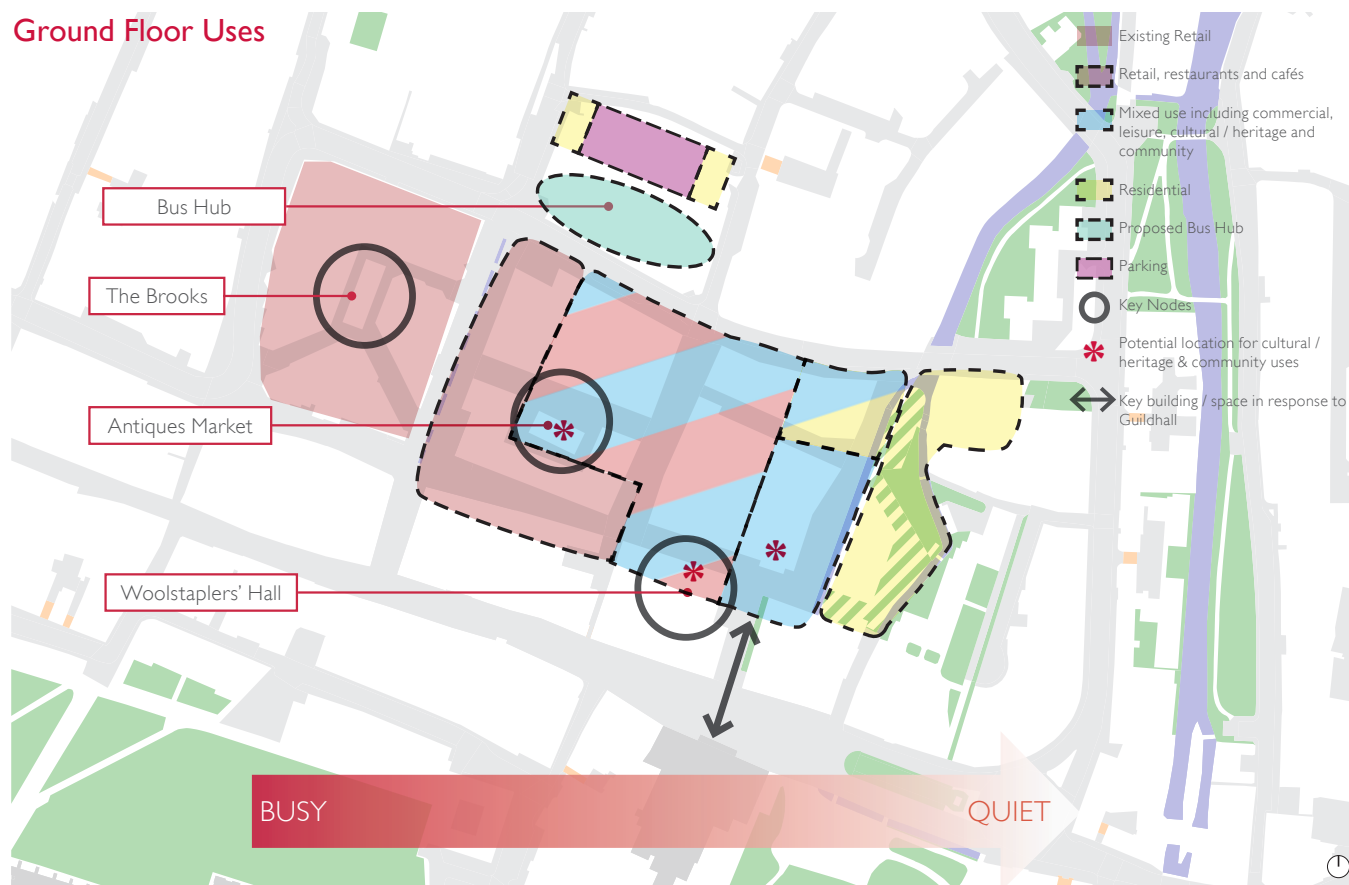 Ground Floor Uses
Existing Retail
Retail, restaurants and cafés
Mixed use including commercial,
leisure, cultural / heritage and
community
Residential
Proposed Bus Hub
Parking
Key Nodes
Potential location for cultural /
heritage & community uses
Key building / space in response to
Guildhall
Bus Hub
The Brooks
Antiques Market
Woolstaplers’ Hall
BUSY
QUIET